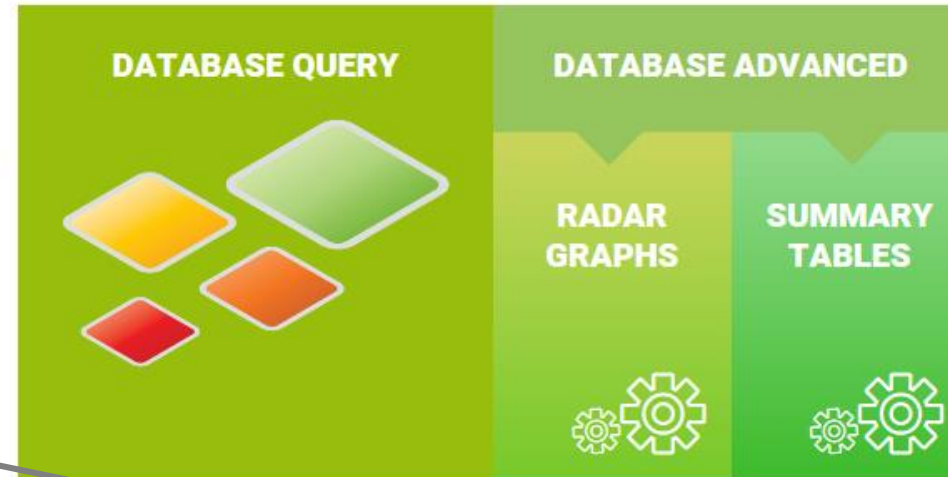 DATABASE QUERY
DATABASE ADVANCED
RADAR
GRAPHS
SUMMARY
TABLES